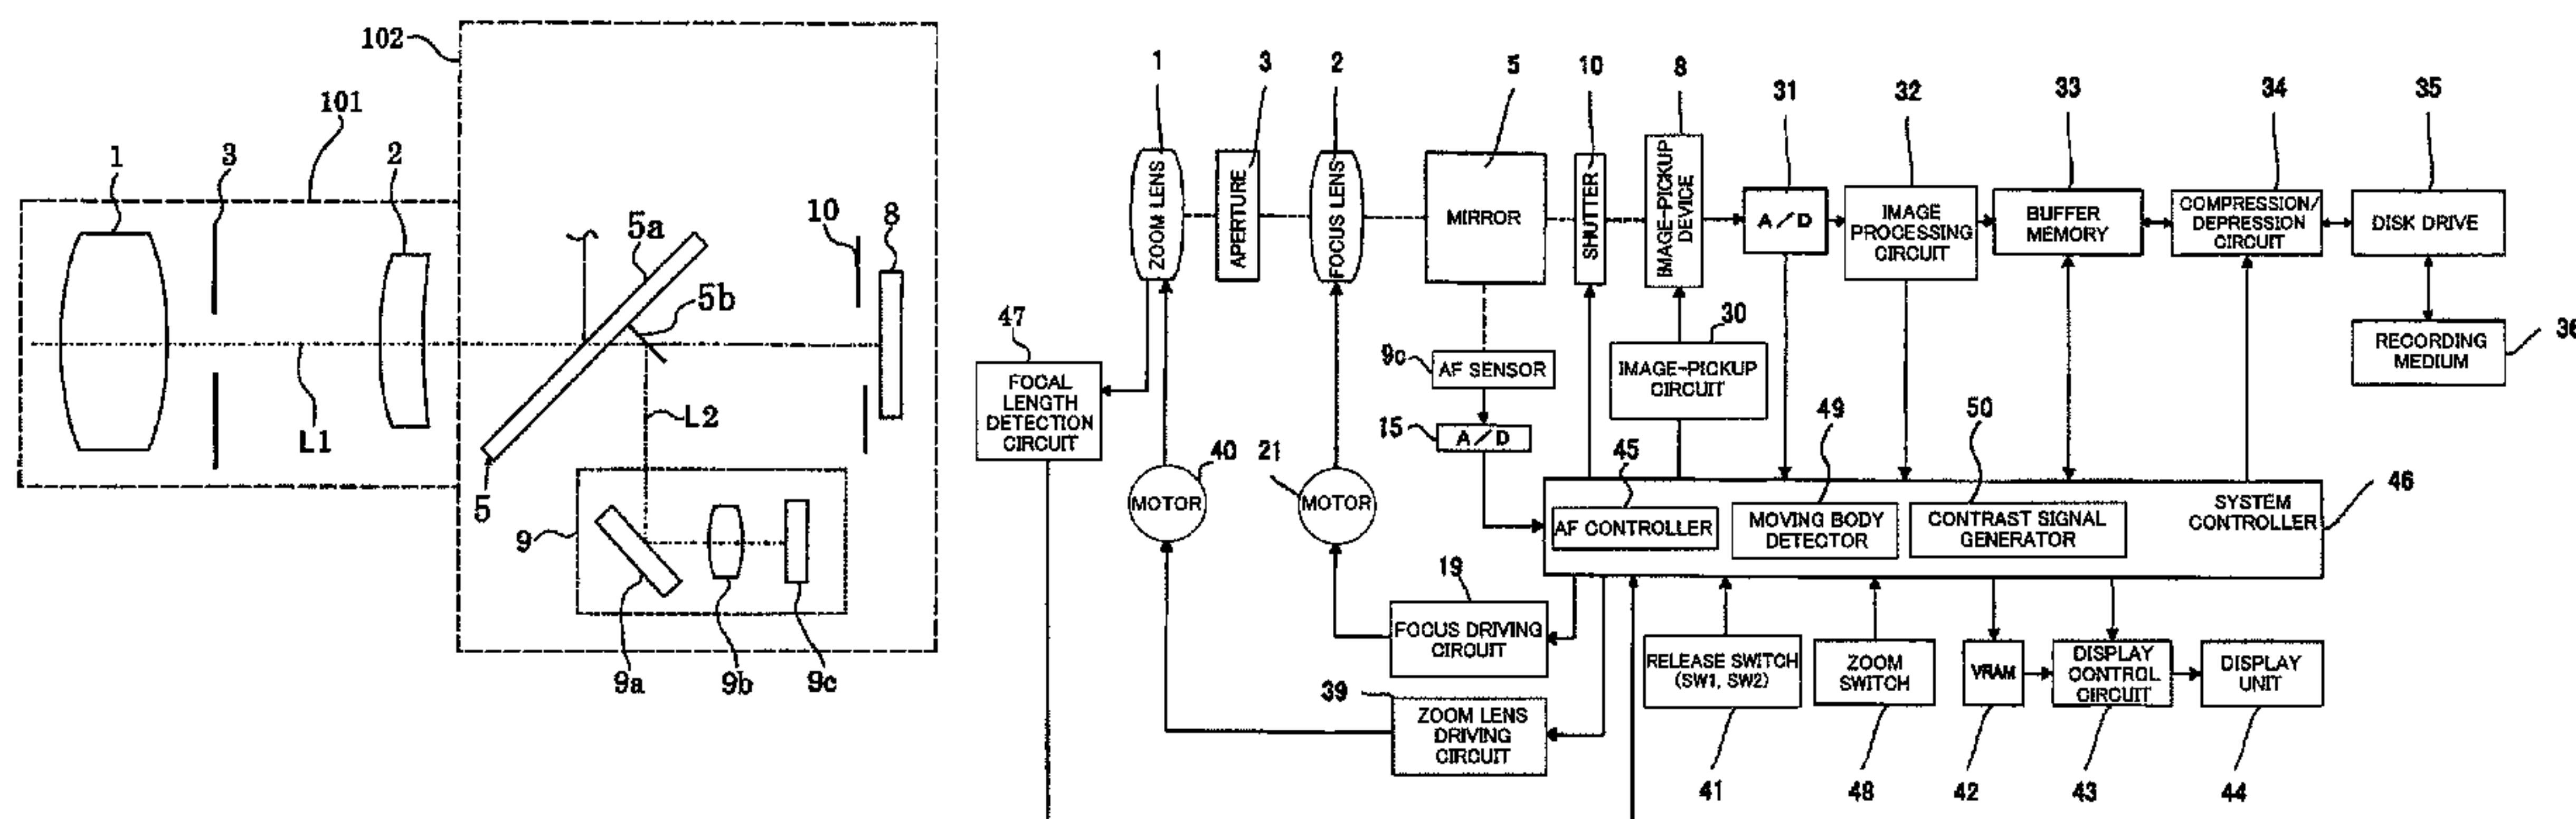 102
101
1
3
2
5a
5b
10
8
L1
L2
5
9
9a
9b
9c
1
3
2
5
10
8
31
32
33
34
35
ZOOM LENS
APERTURE
FOCUS LENS
MIRROR
SHUTTER
IMAGE-PICKUP
DEVICE
A/D
IMAGE
PROCESSING
CIRCUIT
BUFFER
MEMORY
COMPRESSION/
DEPRESSION
CIRCUIT
DISK DRIVE
47
FOCAL
LENGTH
DETECTION
CIRCUIT
9c
AF SENSOR
30
IMAGE-PICKUP
CIRCUIT
RECORDING
MEDIUM
36
15
A/D
40
MOTOR
21
MOTOR
45
AF CONTROLLER
49
MOVING BODY
DETECTOR
50
CONTRAST SIGNAL
GENERATOR
SYSTEM
CONTROLLER
46
19
FOCUS DRIVING
CIRCUIT
39
ZOOM LENS
DRIVING
CIRCUIT
RELEASE SWITCH
(SW1, SW2)
ZOOM
SWITCH
VRAM
DISPLAY
CONTROL
CIRCUIT
DISPLAY
UNIT
41
48
42
43
44